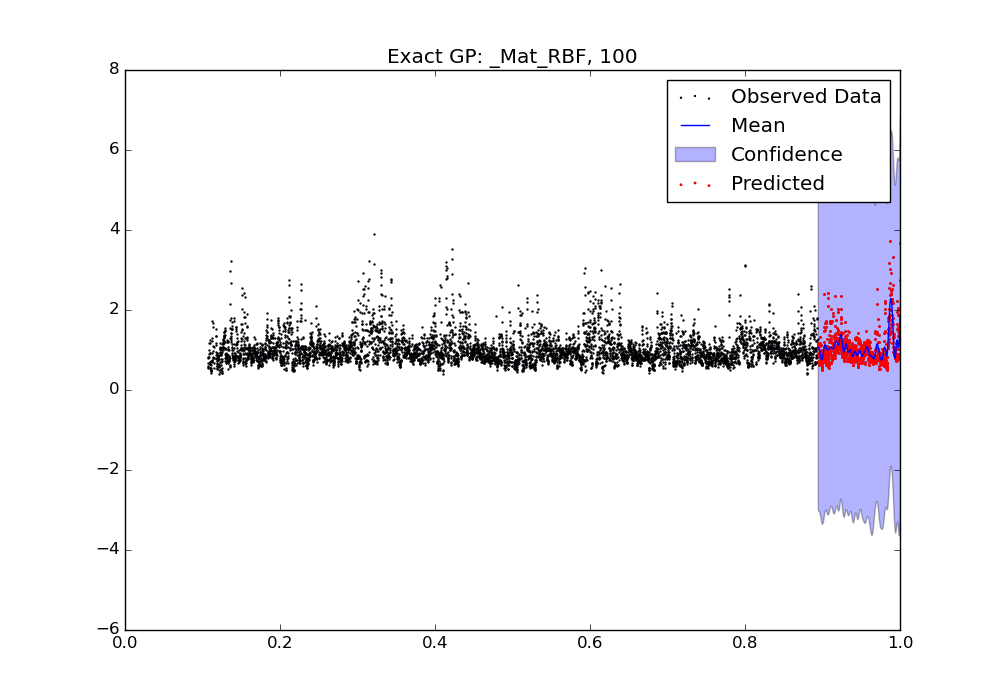 Exact GP: _Mat_RBF, 100
8
6
4
2
0
−2
−4
−6
0.0 0.2 0.4 0.6 0.8 1.0
Observed Data
Mean
Confidence
Predicted